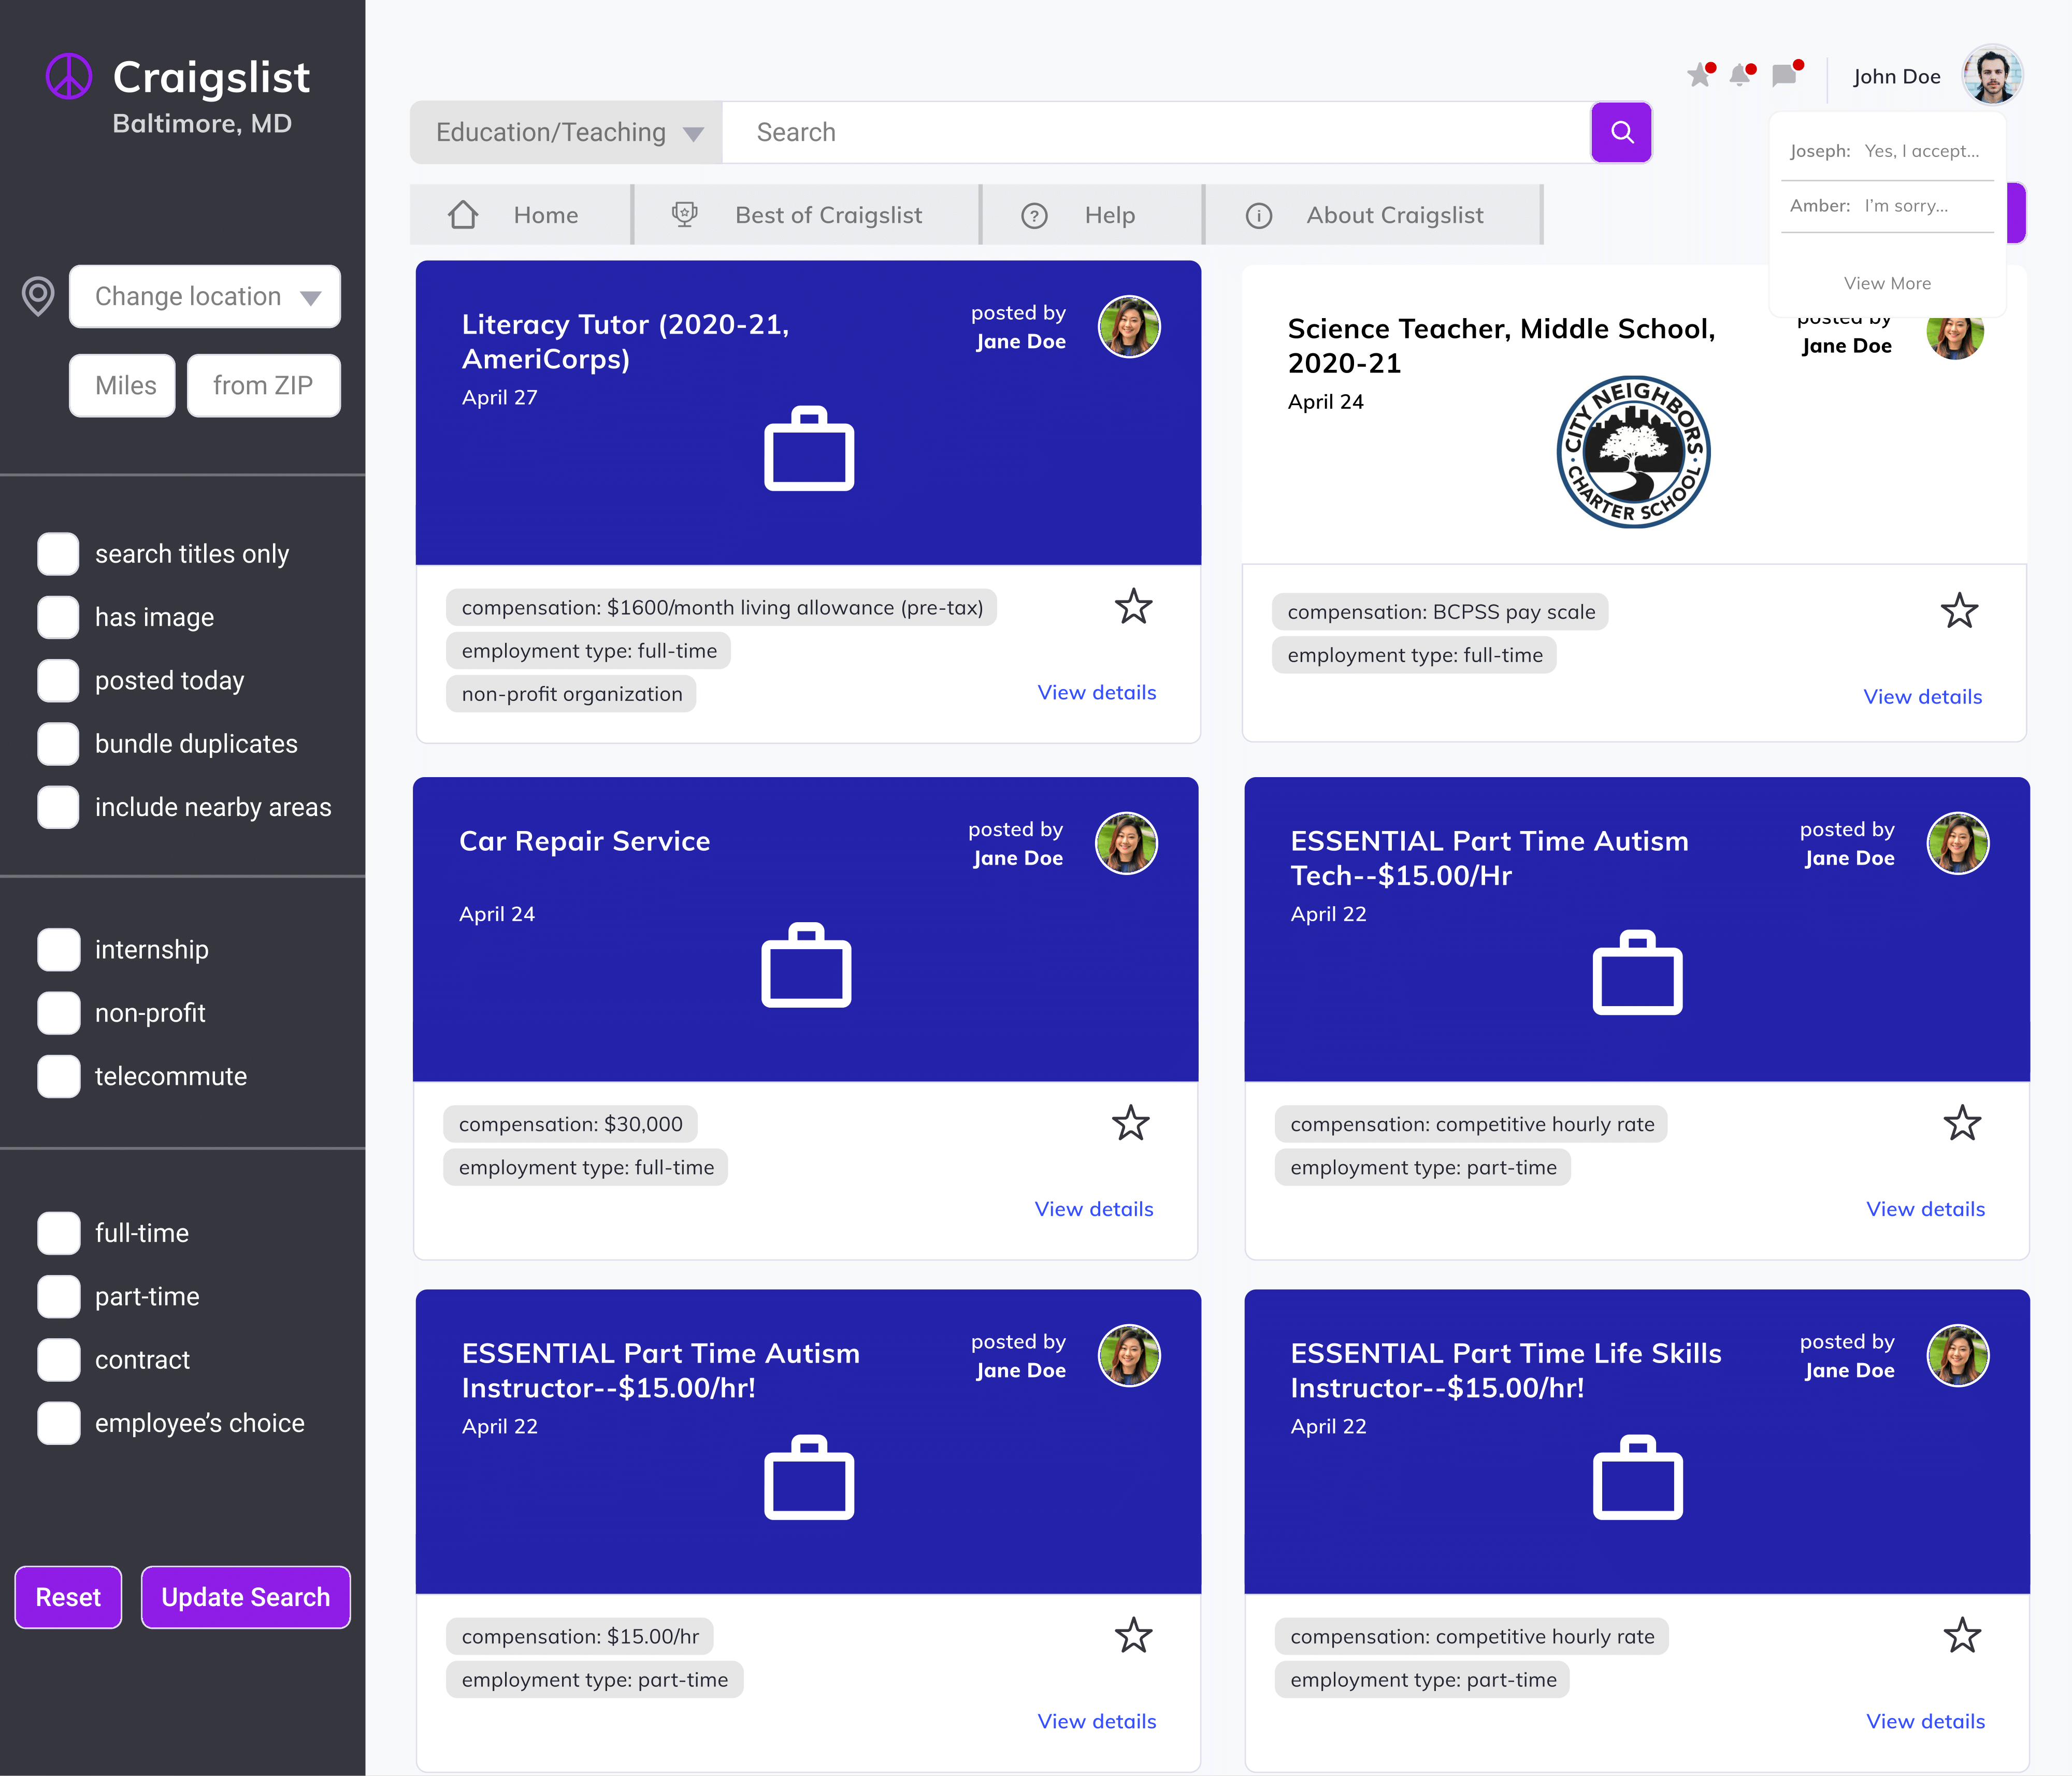 Craigslist
Baltimore, MD
Change location
Miles
from ZIP
search titles only
has image
posted today
bundle duplicates
include nearby areas
internship
non-profit
telecommute
full-time
part-time
contract
employee’s choice
Reset
Update Search
John Doe
Education/Teaching
Search
Joseph: Yes, I accept...
Amber: I’m sorry...
View More
Home
Best of Craigslist
Help
About Craigslist
Literacy Tutor (2020-21,
AmeriCorps)
April 27
posted by
Jane Doe
compensation: $1600/month living allowance (pre-tax)
employment type: full-time
non-profit organization
View details
Science Teacher, Middle School,
2020-21
April 24
posted by
Jane Doe
CITY NEIGHBORS
CHARTER SCHOOL
compensation: BCPSS pay scale
employment type: full-time
View details
Car Repair Service
April 24
posted by
Jane Doe
compensation: $30,000
employment type: full-time
View details
ESSENTIAL Part Time Autism
Tech--$15.00/Hr
April 22
posted by
Jane Doe
compensation: competitive hourly rate
employment type: part-time
View details
ESSENTIAL Part Time Autism
Instructor--$15.00/hr!
April 22
posted by
Jane Doe
compensation: $15.00/hr
employment type: part-time
View details
ESSENTIAL Part Time Life Skills
Instructor--$15.00/hr!
April 22
posted by
Jane Doe
compensation: competitive hourly rate
employment type: part-time
View details